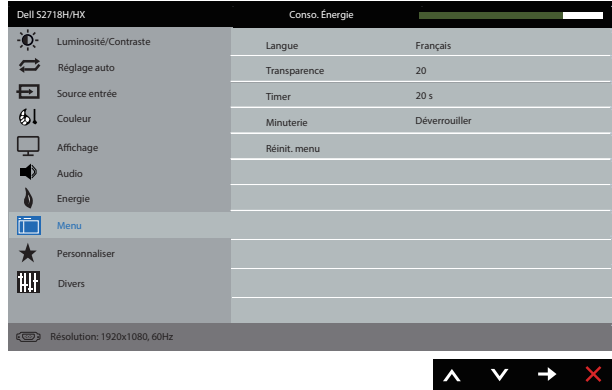 Dell S2718H/HX Conso. Énergie
Luminosité/Contraste
Réglage auto
Source entrée
Couleur
Affichage
Audio
Energie
Menu
Personnaliser
Divers
Langue Français
Transparence 20
Timer 20 s
Minuterie Déverrouiller
Réinit. menu
Résolution: 1920x1080, 60Hz